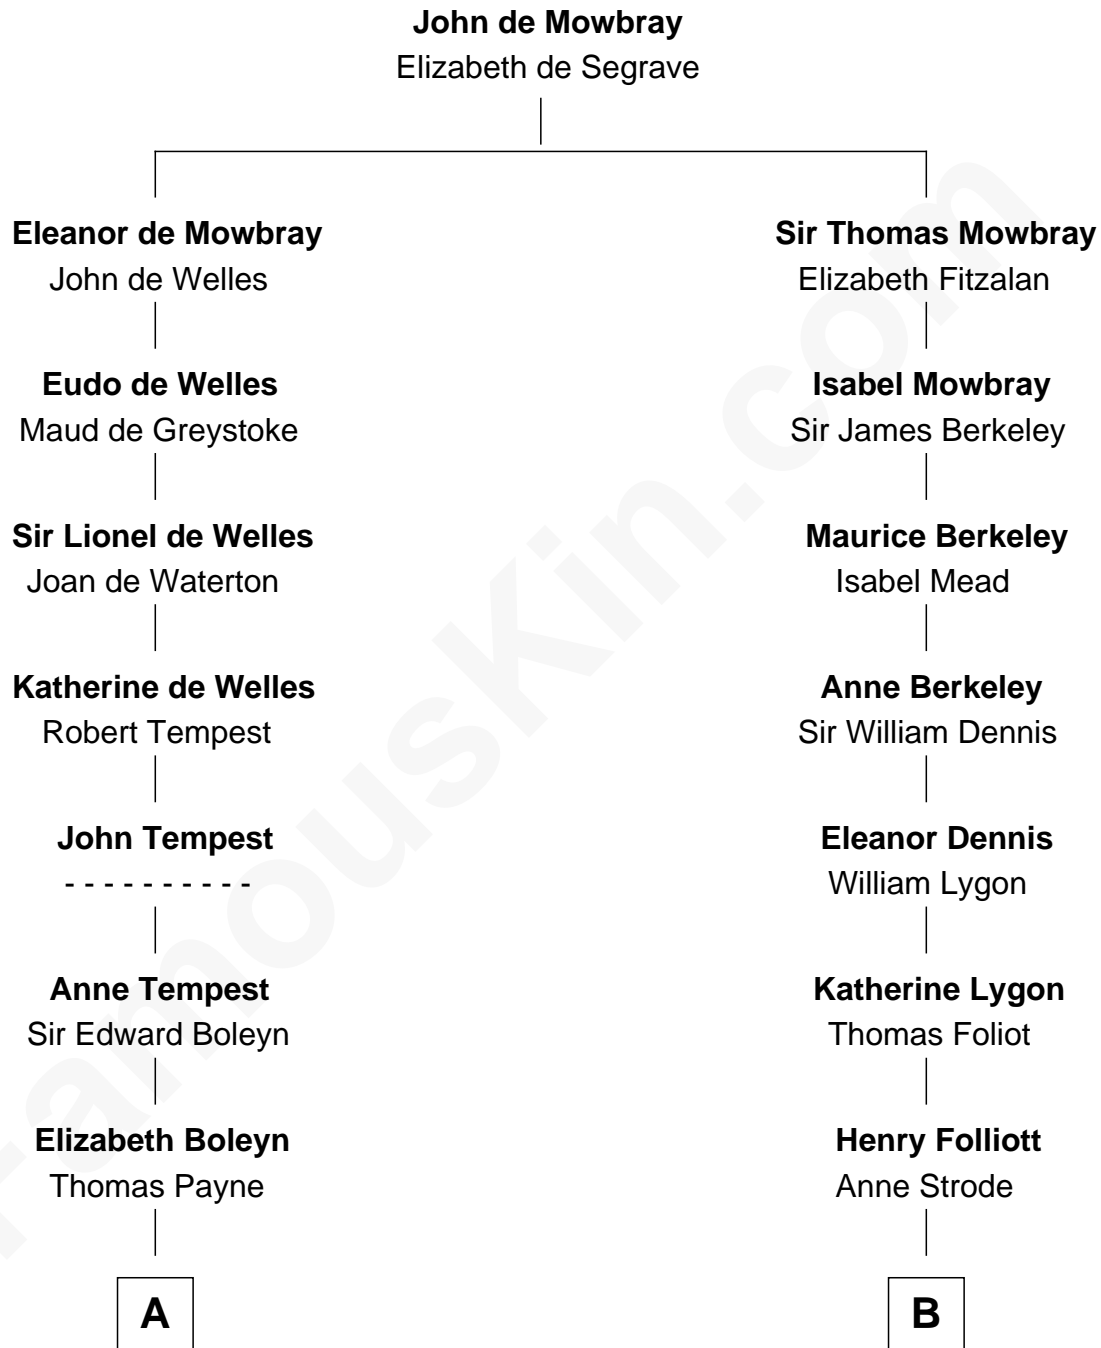 John de Mowbray
Elizabeth de Segrave
Eleanor de Mowbray
John de Welles
Sir Thomas Mowbray
Elizabeth Fitzalan
Eudo de Welles
Maud de Greystoke
Isabel Mowbray
Sir James Berkeley
Sir Lionel de Welles
Joan de Waterton
Maurice Berkeley
Isabel Mead
Katherine de Welles
Robert Tempest
Anne Berkeley
Sir William Dennis
John Tempest
- - - - - - - - - -
Eleanor Dennis
William Lygon
Anne Tempest
Sir Edward Boleyn
Katherine Lygon
Thomas Foliot
Elizabeth Boleyn
Thomas Payne
Henry Folliott
Anne Strode
A
B
FamousKin.com